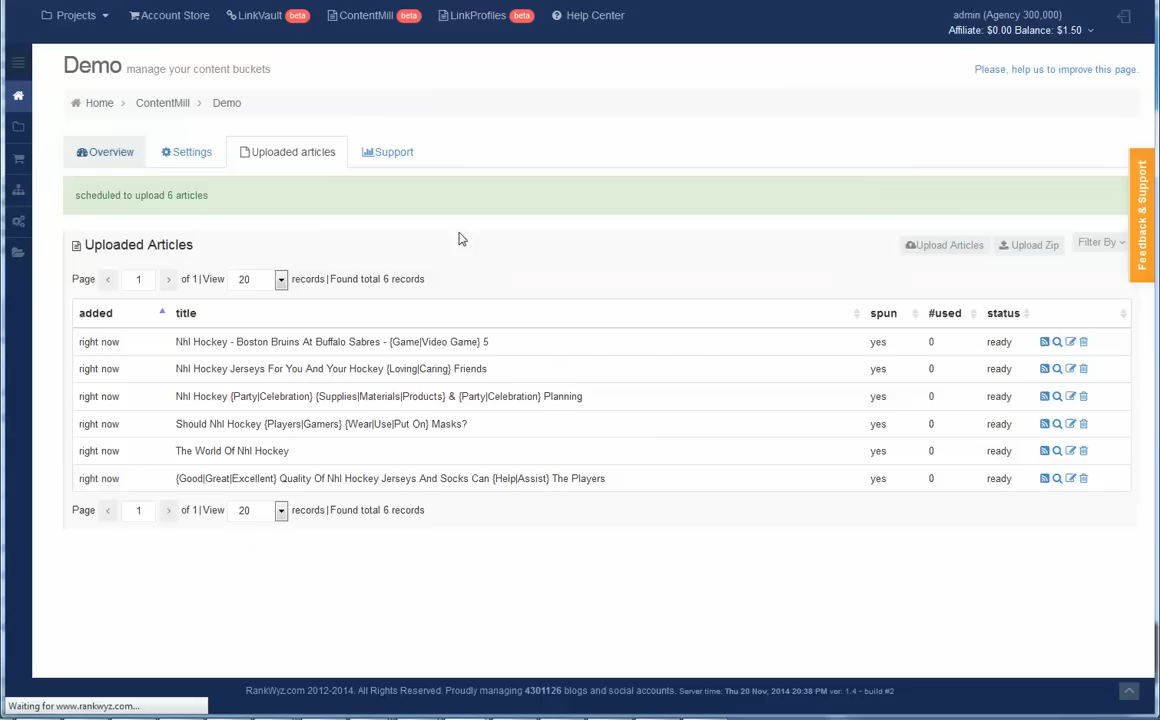 Projects Account Store LinkVault beta ContentMill beta LinkProfiles beta Help Center admin (Agency 300,000)
Affiliate: $0.00 Balance: $1.50
Demo manage your content buckets Please, help us to improve this page.
Home > ContentMill > Demo
Overview Settings Uploaded articles Support
Feedback & Support
scheduled to upload 6 articles
Uploaded Articles Upload Articles Upload Zip Filter By
Page < 1 > of 1| View 20 records| Found total 6 records
added title spun #used status
right now Nhl Hockey - Boston Bruins At Buffalo Sabres - {Game|Video Game} 5 yes 0 ready
right now Nhl Hockey Jerseys For You And Your Hockey {Loving|Caring} Friends yes 0 ready
right now Nhl Hockey {Party|Celebration} {Supplies|Materials|Products} & {Party|Celebration} Planning yes 0 ready
right now Should Nhl Hockey {Players|Gamers} {Wear|Use|Put On} Masks? yes 0 ready
right now The World Of Nhl Hockey yes 0 ready
right now {Good|Great|Excellent} Quality Of Nhl Hockey Jerseys And Socks Can {Help|Assist} The Players yes 0 ready
Page < 1 > of 1| View 20 records| Found total 6 records
RankWyz.com 2012-2014. All Rights Reserved. Proudly managing 4301126 blogs and social accounts. Server time: Thu 20 Nov, 2014 20:38 PM ver: 1.4 - build #2
Waiting for www.rankwyz.com...